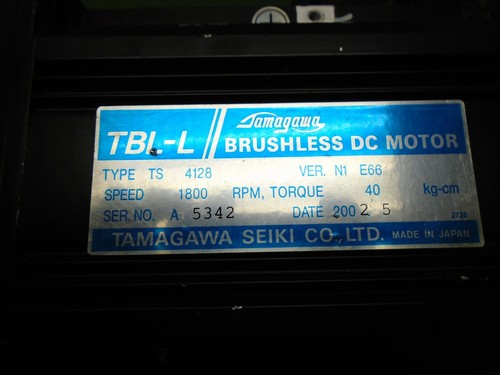 TBL-L Tamagawa
BRUSHLESS DC MOTOR
TYPE TS 4128 VER. N1 E66
SPEED 1800 RPM, TORQUE 40 kg-cm
SER. NO. A 5342 DATE 2002 5
2726
TAMAGAWA SEIKI CO., LTD. MADE IN JAPAN